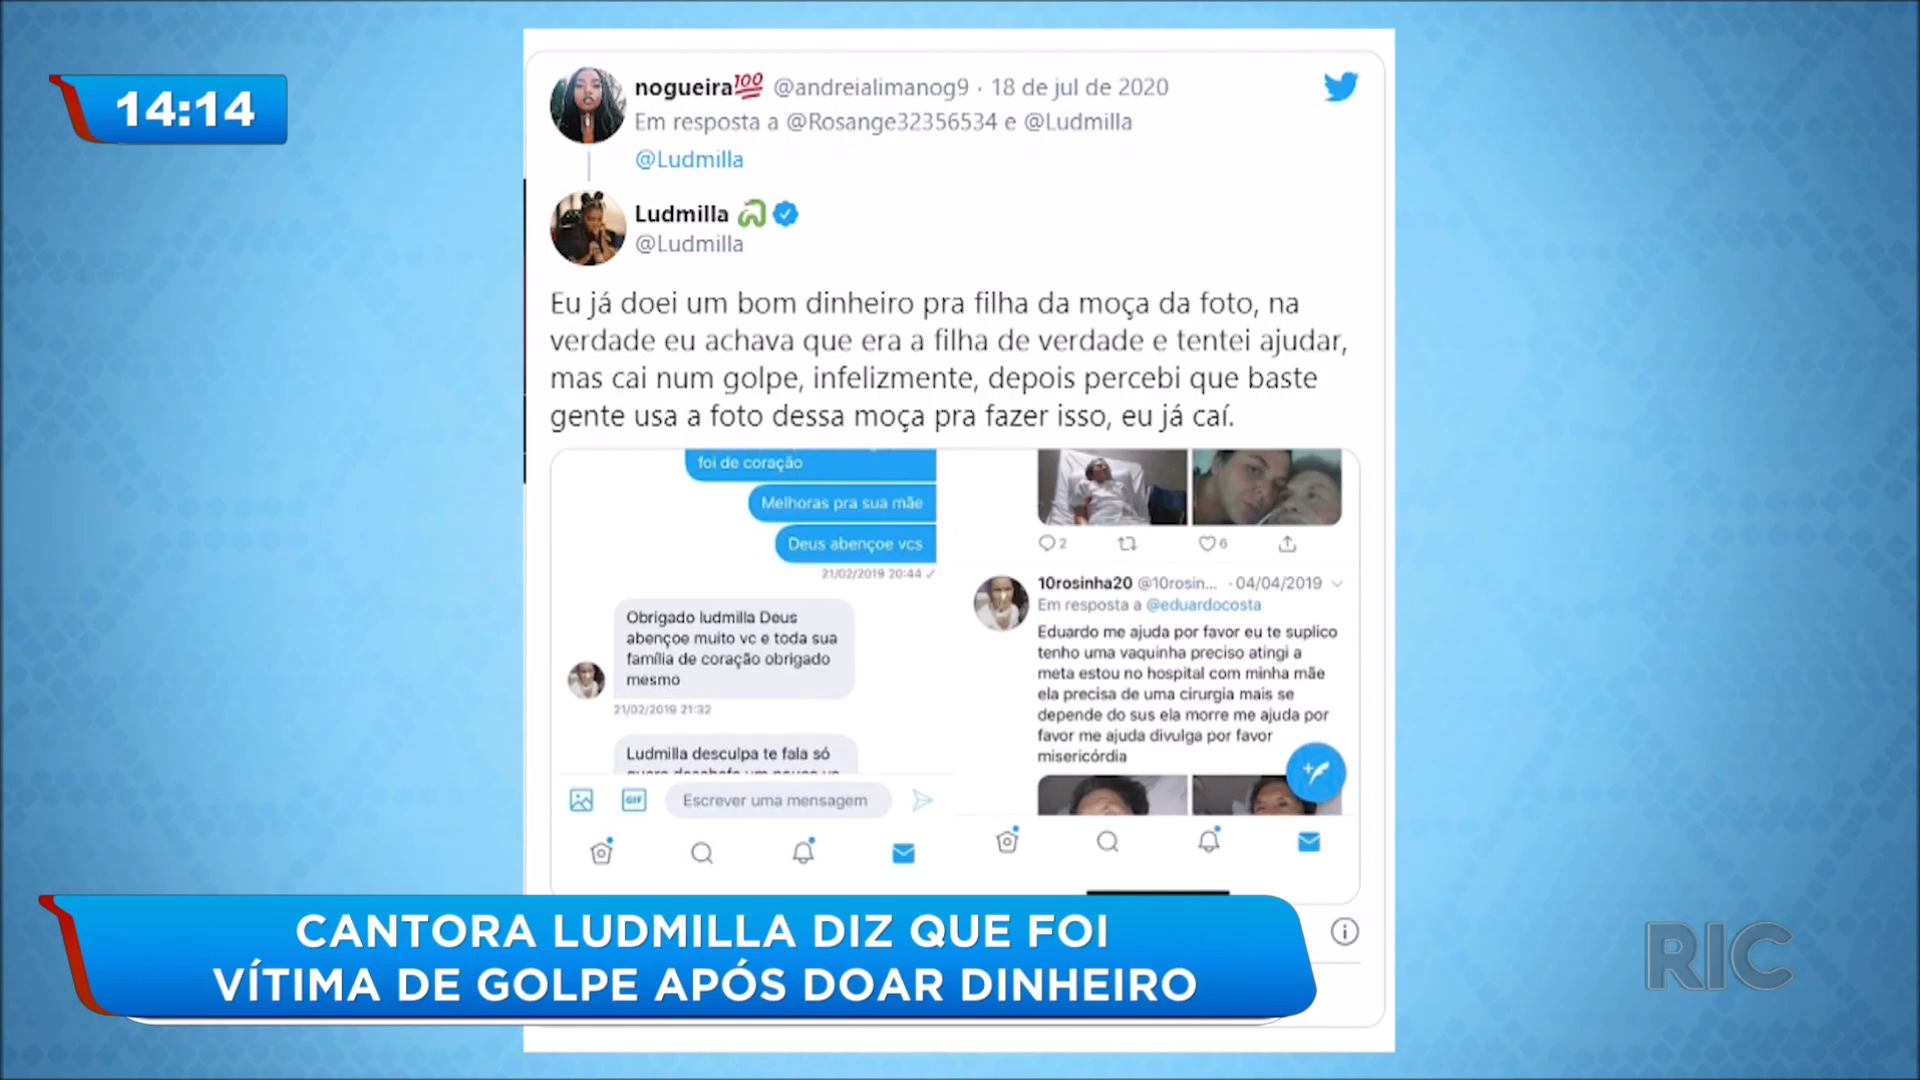 14:14
nogueira💯 @andreialimanog9 · 18 de jul de 2020
Em resposta a @Rosange32356534 e @Ludmilla
@Ludmilla
Ludmilla
@Ludmilla
Eu já doei um bom dinheiro pra filha da moça da foto, na
verdade eu achava que era a filha de verdade e tentei ajudar,
mas cai num golpe, infelizmente, depois percebi que baste
gente usa a foto dessa moça pra fazer isso, eu já caí.
foi de coração
Melhoras pra sua mãe
Deus abençoe vcs
21/02/2019 20:44
Obrigado ludmilla Deus
abençoe muito vc e toda sua
família de coração obrigado
mesmo
21/02/2019 21:32
Ludmilla desculpa te fala só
GIF
Escrever uma mensagem
2
6
10rosinha20 @10rosin... · 04/04/2019
Em resposta a @eduardocosta
Eduardo me ajuda por favor eu te suplico
tenho uma vaquinha preciso atingi a
meta estou no hospital com minha mãe
ela precisa de uma cirurgia mais se
depende do sus ela morre me ajuda por
favor me ajuda divulga por favor
misericórdia
CANTORA LUDMILLA DIZ QUE FOI
VÍTIMA DE GOLPE APÓS DOAR DINHEIRO
RIC